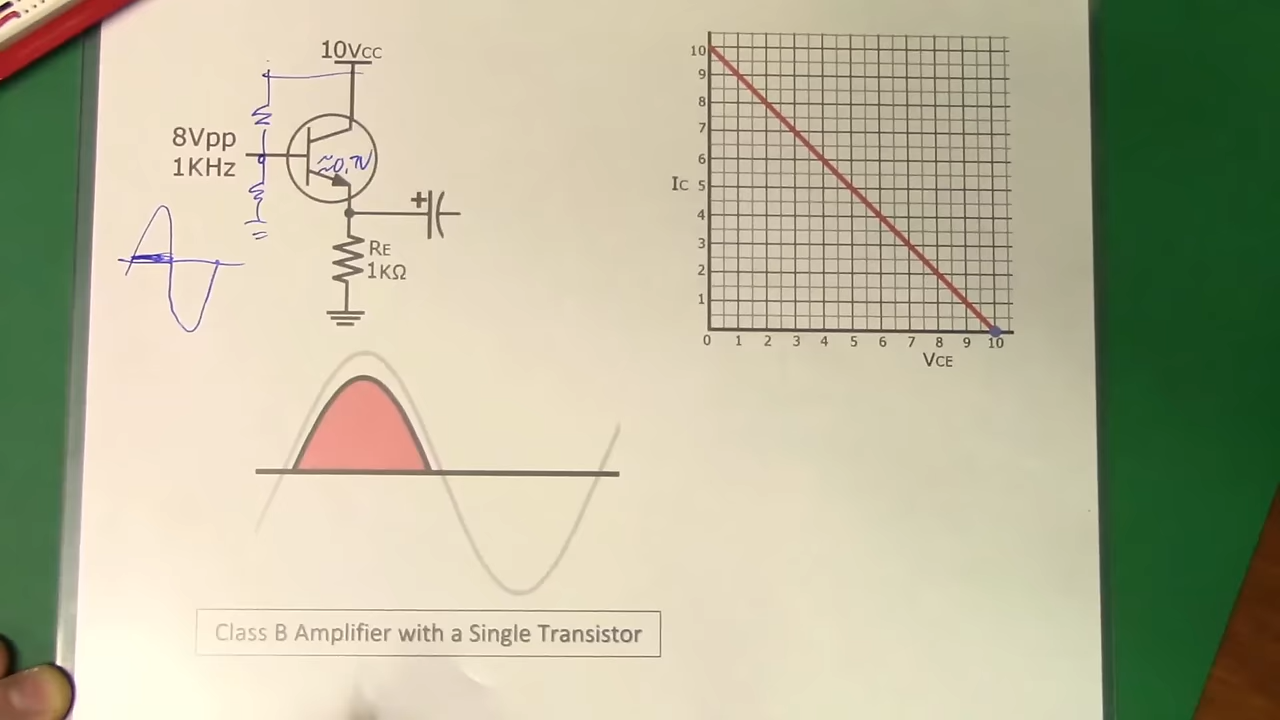 10VCC
8Vpp
1KHz
≈0.7V
+
RE
1KΩ
Class B Amplifier with a Single Transistor
10
9
8
7
6
IC 5
4
3
2
1
0 1 2 3 4 5 6 7 8 9 10
VCE